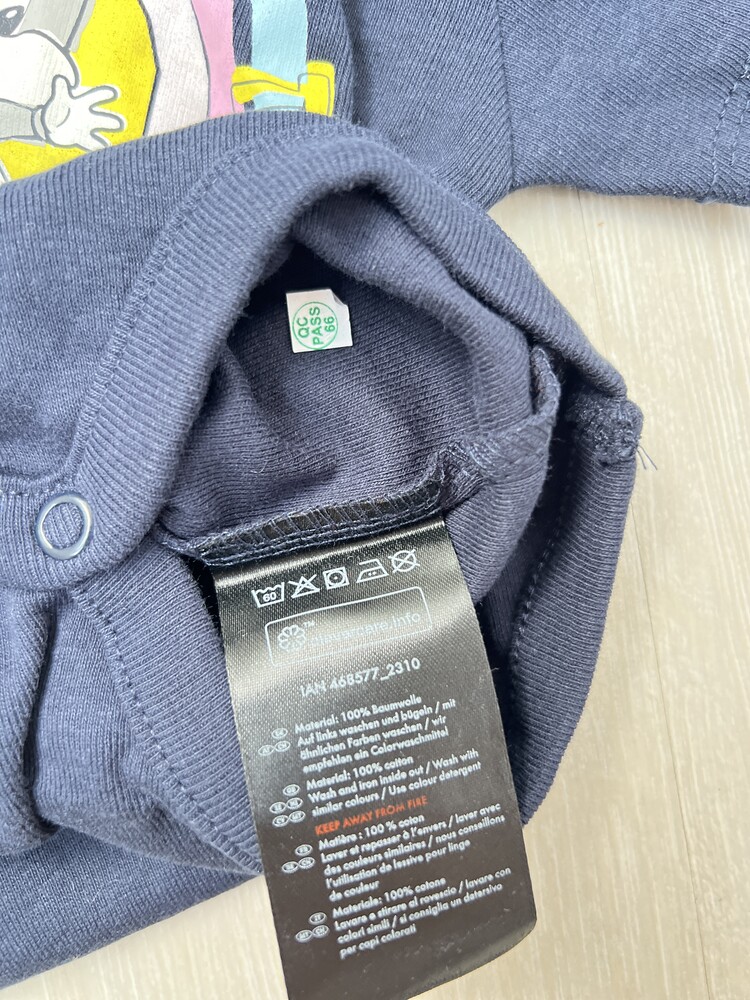 QC
PASS
66
60
clevercare.info
IAN 468577_2310
Material: 100% Baumwolle
Auf links waschen und bügeln / mit
ähnlichen Farben waschen / wir
empfehlen ein Colorwaschmittel
Material: 100% cotton
Wash and iron inside out / Wash with
similar colours / Use colour detergent
KEEP AWAY FROM FIRE
Matière : 100 % coton
Laver et repasser à l'envers / laver avec
des couleurs similaires / nous conseillons
l'utilisation de lessive pour linge
de couleur
Materiale: 100% cotone
Lavare e stirare al rovescio / lavare con
colori simili / si consiglia un detersivo
per capi colorati